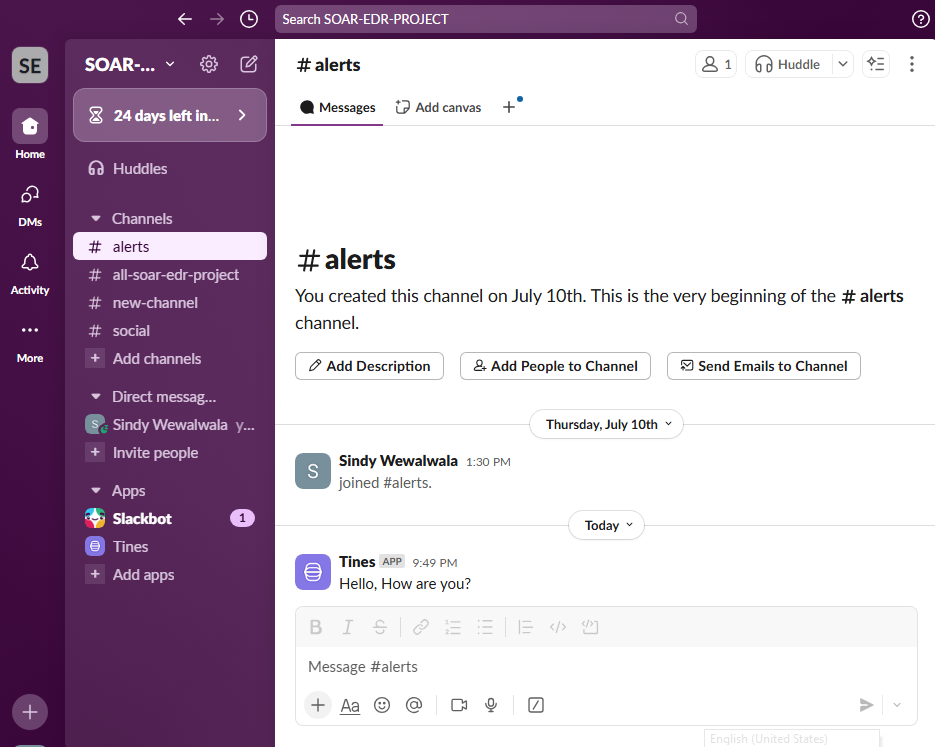 Search SOAR-EDR-PROJECT
SE
Home
DMs
Activity
More
SOAR-...
24 days left in...
Huddles
Channels
# alerts
# all-soar-edr-project
# new-channel
# social
+ Add channels
Direct messag...
S Sindy Wewalwala y...
+ Invite people
Apps
Slackbot 1
Tines
+ Add apps
# alerts
1
Huddle
Messages
Add canvas
+
# alerts
You created this channel on July 10th. This is the very beginning of the # alerts
channel.
Add Description
Add People to Channel
Send Emails to Channel
Thursday, July 10th
S
Sindy Wewalwala 1:30 PM
joined #alerts.
Today
Tines APP 9:49 PM
Hello, How are you?
B I S
Message #alerts
+ Aa @
English (United States)